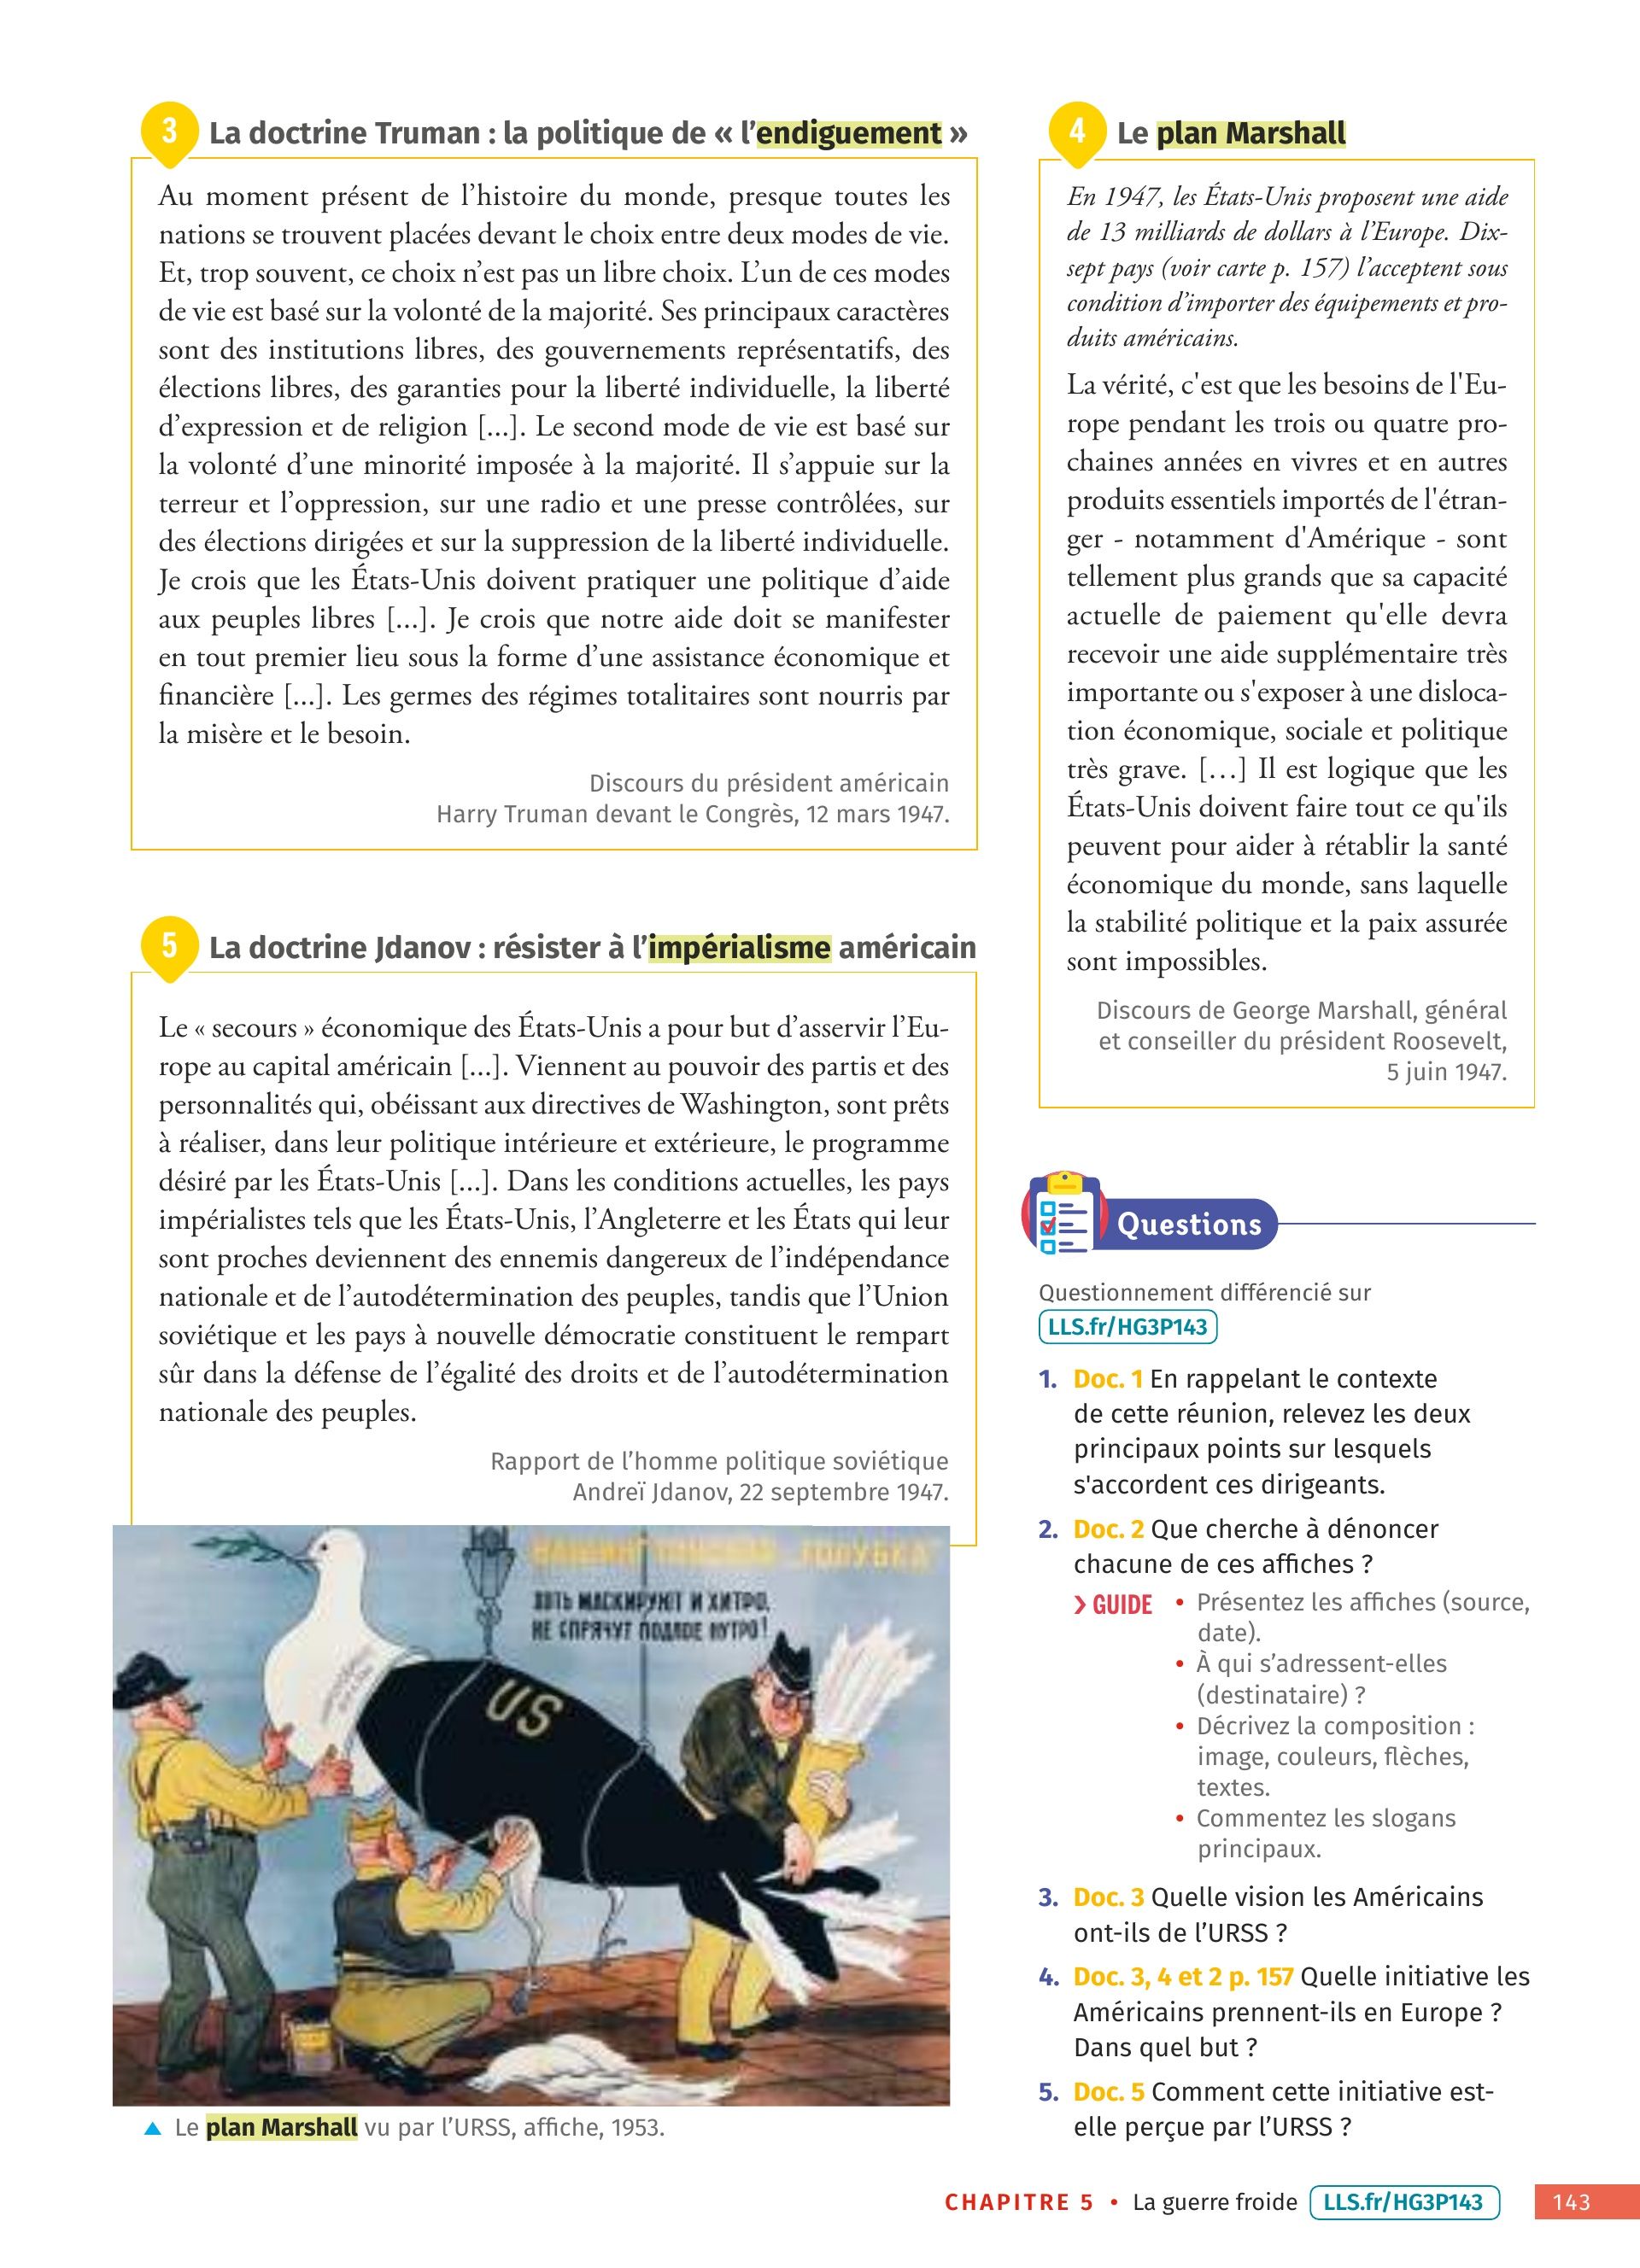 3 La doctrine Truman : la politique de « l’endiguement »
Au moment présent de l’histoire du monde, presque toutes les
nations se trouvent placées devant le choix entre deux modes de vie.
Et, trop souvent, ce choix n’est pas un libre choix. L’un de ces modes
de vie est basé sur la volonté de la majorité. Ses principaux caractères
sont des institutions libres, des gouvernements représentatifs, des
élections libres, des garanties pour la liberté individuelle, la liberté
d’expression et de religion [...]. Le second mode de vie est basé sur
la volonté d’une minorité imposée à la majorité. Il s’appuie sur la
terreur et l’oppression, sur une radio et une presse contrôlées, sur
des élections dirigées et sur la suppression de la liberté individuelle.
Je crois que les États-Unis doivent pratiquer une politique d’aide
aux peuples libres [...]. Je crois que notre aide doit se manifester
en tout premier lieu sous la forme d’une assistance économique et
financière [...]. Les germes des régimes totalitaires sont nourris par
la misère et le besoin.
Discours du président américain
Harry Truman devant le Congrès, 12 mars 1947.
4 Le plan Marshall
En 1947, les États-Unis proposent une aide
de 13 milliards de dollars à l’Europe. Dix-
sept pays (voir carte p. 157) l’acceptent sous
condition d’importer des équipements et pro-
duits américains.
La vérité, c'est que les besoins de l'Eu-
rope pendant les trois ou quatre pro-
chaines années en vivres et en autres
produits essentiels importés de l'étran-
ger - notamment d'Amérique - sont
tellement plus grands que sa capacité
actuelle de paiement qu'elle devra
recevoir une aide supplémentaire très
importante ou s'exposer à une disloca-
tion économique, sociale et politique
très grave. […] Il est logique que les
États-Unis doivent faire tout ce qu'ils
peuvent pour aider à rétablir la santé
économique du monde, sans laquelle
la stabilité politique et la paix assurée
sont impossibles.
Discours de George Marshall, général
et conseiller du président Roosevelt,
5 juin 1947.
5 La doctrine Jdanov : résister à l’impérialisme américain
Le « secours » économique des États-Unis a pour but d’asservir l’Eu-
rope au capital américain [...]. Viennent au pouvoir des partis et des
personnalités qui, obéissant aux directives de Washington, sont prêts
à réaliser, dans leur politique intérieure et extérieure, le programme
désiré par les États-Unis [...]. Dans les conditions actuelles, les pays
impérialistes tels que les États-Unis, l’Angleterre et les États qui leur
sont proches deviennent des ennemis dangereux de l’indépendance
nationale et de l’autodétermination des peuples, tandis que l’Union
soviétique et les pays à nouvelle démocratie constituent le rempart
sûr dans la défense de l’égalité des droits et de l’autodétermination
nationale des peuples.
Rapport de l’homme politique soviétique
Andreï Jdanov, 22 septembre 1947.
ГОЛУБКА
ХОТЬ МАСКИРУЮТ И ХИТРО,
НЕ СПРЯЧУТ ПОДЛОЕ НУТРО!
US
Le plan Marshall vu par l’URSS, affiche, 1953.
Questions
Questionnement différencié sur
LLS.fr/HG3P143
1. Doc. 1 En rappelant le contexte
de cette réunion, relevez les deux
principaux points sur lesquels
s'accordent ces dirigeants.
2. Doc. 2 Que cherche à dénoncer
chacune de ces affiches ?
GUIDE • Présentez les affiches (source,
date).
• À qui s’adressent-elles
(destinataire) ?
• Décrivez la composition :
image, couleurs, flèches,
textes.
• Commentez les slogans
principaux.
3. Doc. 3 Quelle vision les Américains
ont-ils de l’URSS ?
4. Doc. 3, 4 et 2 p. 157 Quelle initiative les
Américains prennent-ils en Europe ?
Dans quel but ?
5. Doc. 5 Comment cette initiative est-
elle perçue par l’URSS ?
CHAPITRE 5 • La guerre froide LLS.fr/HG3P143 143